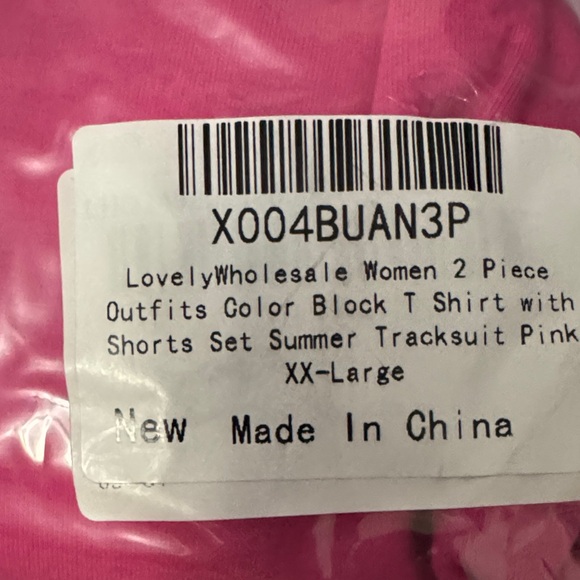 X004BUAN3P
LovelyWholesale Women 2 Piece
Outfits Color Block T Shirt with
Shorts Set Summer Tracksuit Pink
XX-Large
New Made In China